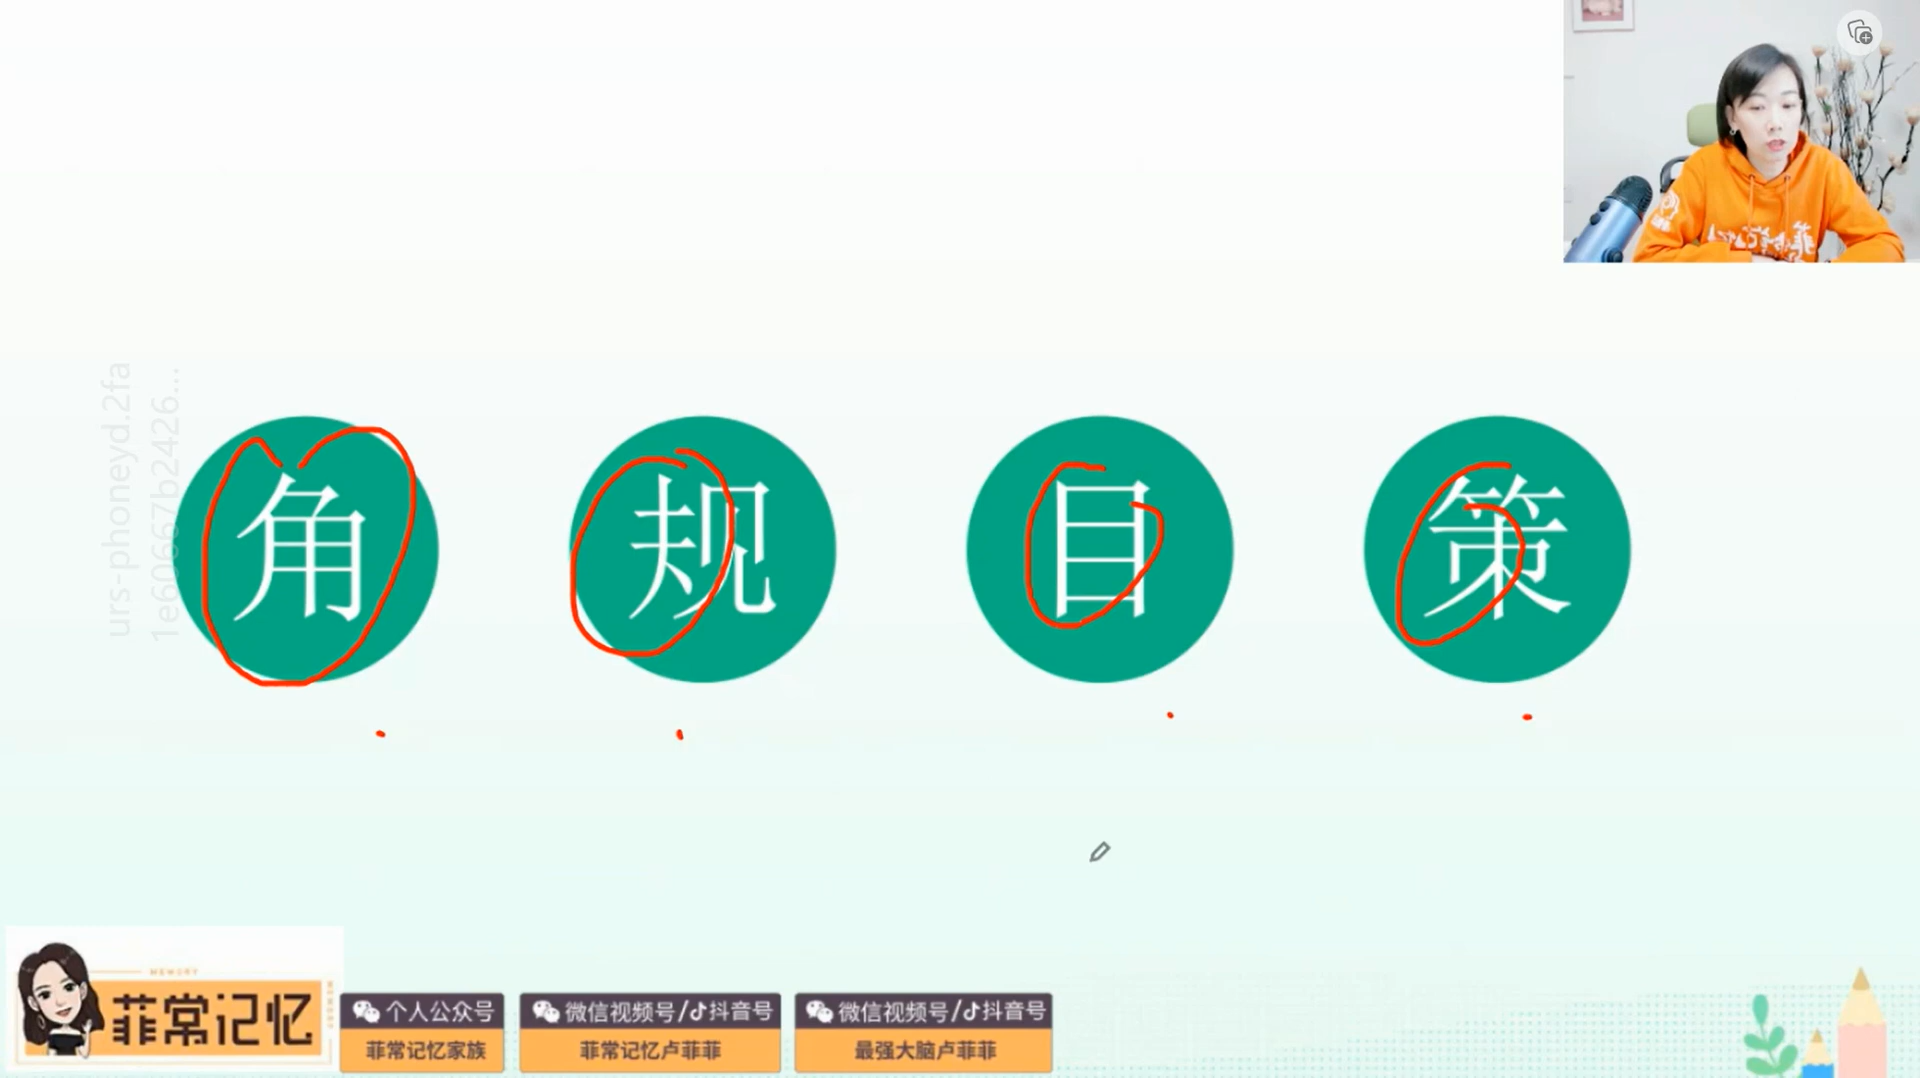 urs-phoneyd.2fa
1e60667b2426...
角 规 目 策
MEMORY
菲常记忆
个人公众号
菲常记忆家族
微信视频号/抖音号
菲常记忆卢菲菲
微信视频号/抖音号
最强大脑卢菲菲